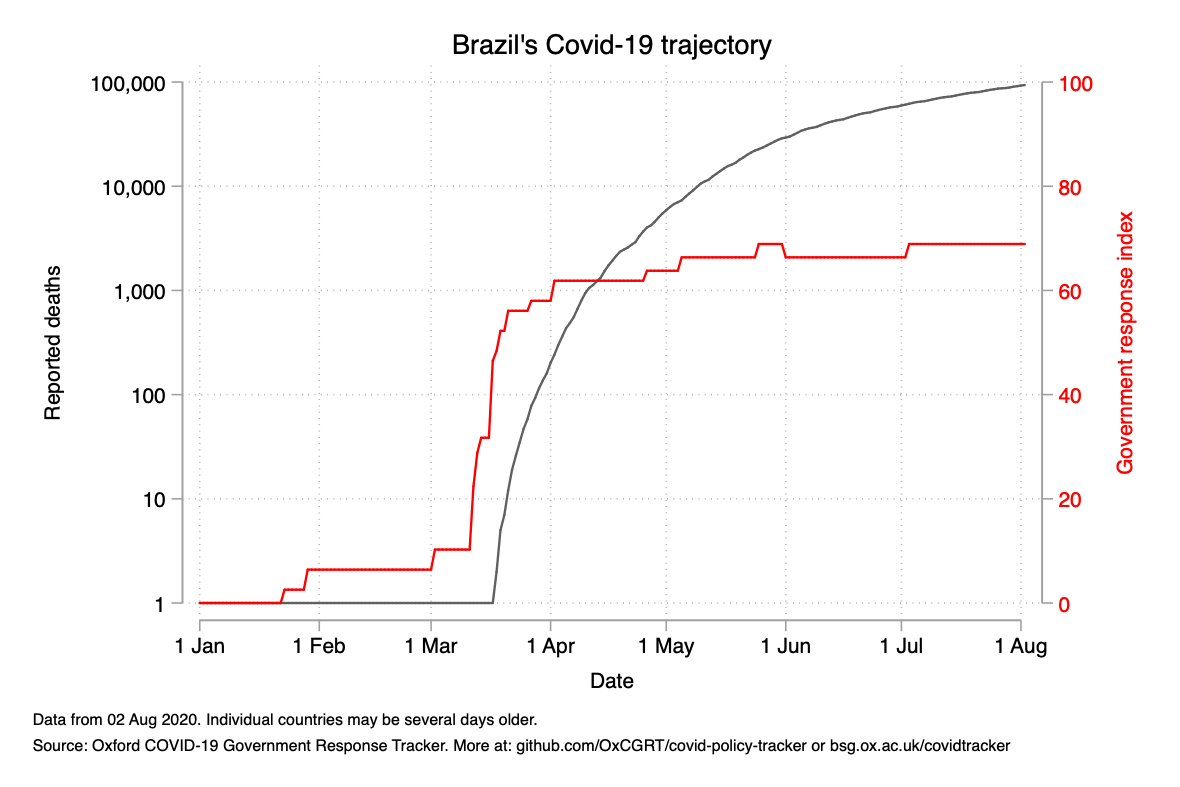 Brazil's Covid-19 trajectory
100,000
10,000
1,000
100
10
1
Reported deaths
100
80
60
40
20
0
Government response index
1 Jan
1 Feb
1 Mar
1 Apr
1 May
1 Jun
1 Jul
1 Aug
Date
Data from 02 Aug 2020. Individual countries may be several days older.
Source: Oxford COVID-19 Government Response Tracker. More at: github.com/OxCGRT/covid-policy-tracker or bsg.ox.ac.uk/covidtracker